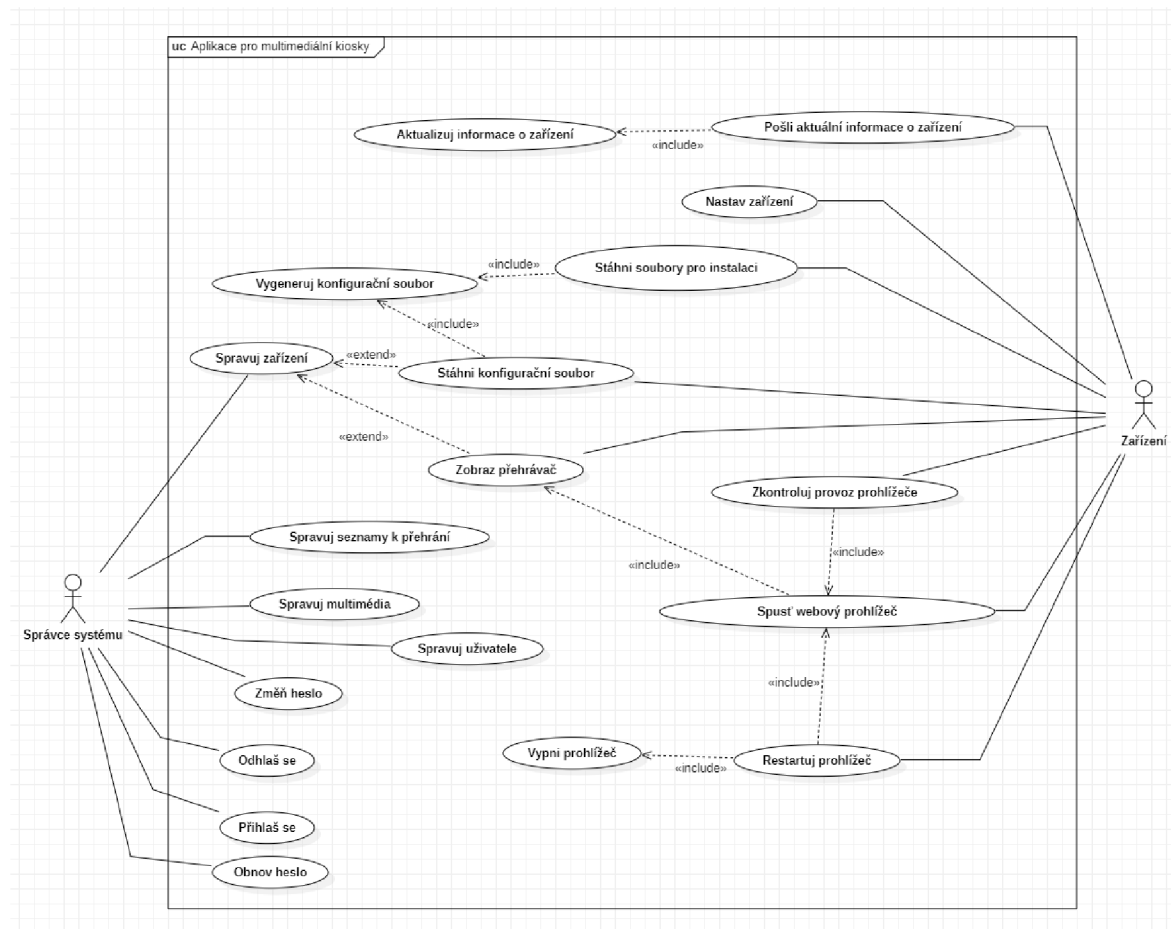 uc Aplikace pro multimediální kiosky
Pošli aktuální informace o zařízení
Aktualizuj informace o zařízení
«include»
Nastav zařízení
«include»
Stáhni soubory pro instalaci
Vygeneruj konfigurační soubor
«include»
Spravuj zařízení
«extend»
Stáhni konfigurační soubor
Zařízení
«extend»
Zobraz přehrávač
Zkontroluj provoz prohlížeče
Spravuj seznamy k přehrání
«include»
«include»
Spravuj multimédia
Spusť webový prohlížeč
Správce systému
Spravuj uživatele
«include»
Změň heslo
Vypni prohlížeč
Odhlaš se
Restartuj prohlížeč
«include»
Přihlaš se
Obnov heslo